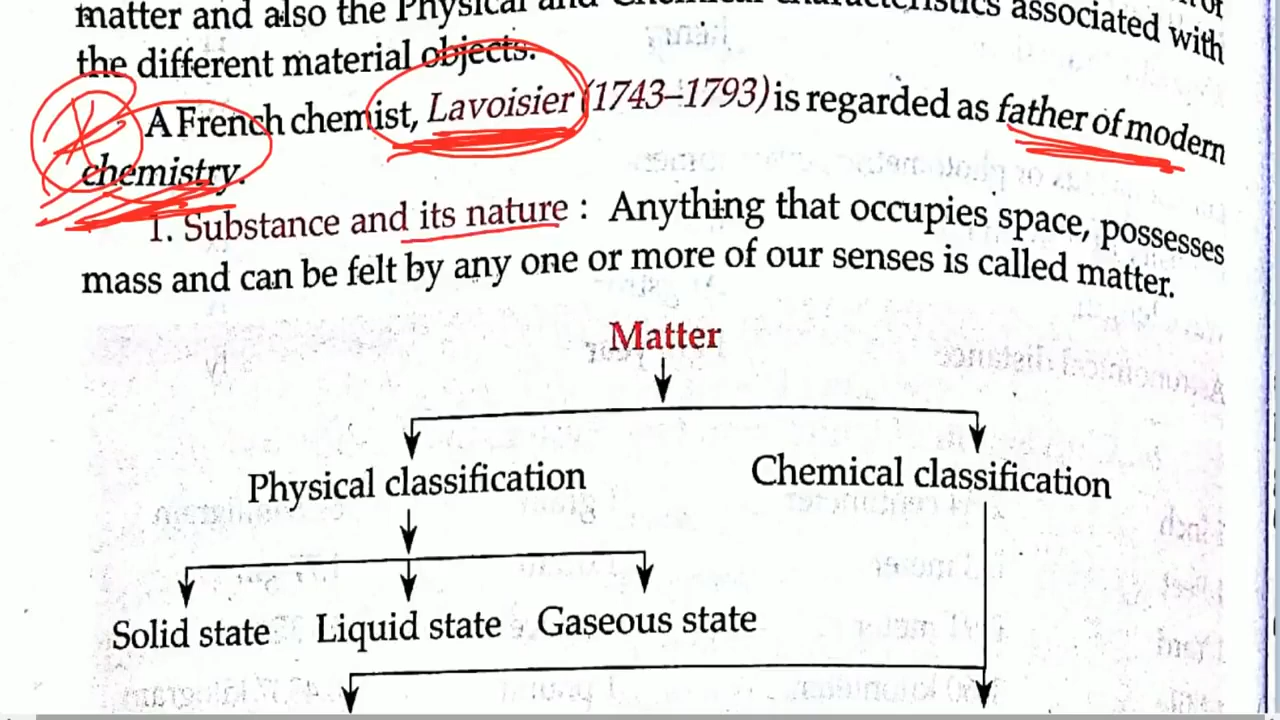 matter and also the Physical and Chemical characteristics associated with
the different material objects.
A French chemist, Lavoisier (1743–1793) is regarded as father of modern
chemistry.
1. Substance and its nature : Anything that occupies space, possesses
mass and can be felt by any one or more of our senses is called matter.
Matter
Physical classification
Chemical classification
Solid state
Liquid state
Gaseous state